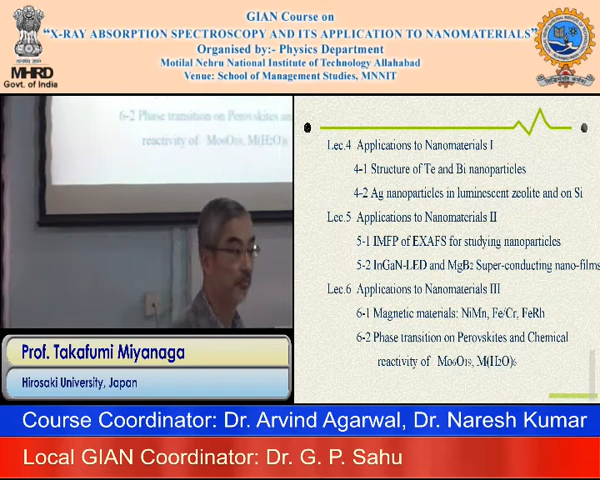 GIAN Course on
“X-RAY ABSORPTION SPECTROSCOPY AND ITS APPLICATION TO NANOMATERIALS”
Organised by:- Physics Department
Motilal Nehru National Institute of Technology Allahabad
Venue: School of Management Studies, MNNIT
MHRD
Govt. of India
6-2 Phase transition on Perovskites an
reactivity of Mo6O19, M(H2O)6
Lec.4 Applications to Nanomaterials I
4-1 Structure of Te and Bi nanoparticles
4-2 Ag nanoparticles in luminescent zeolite and on Si
Lec.5 Applications to Nanomaterials II
5-1 IMFP of EXAFS for studying nanoparticles
5-2 InGaN-LED and MgB2 Super-conducting nano-films
Lec.6 Applications to Nanomaterials III
6-1 Magnetic materials: NiMn, Fe/Cr, FeRh
6-2 Phase transition on Perovskites and Chemical
reactivity of Mo6O19, M(H2O)6
Prof. Takafumi Miyanaga
Hirosaki University, Japan
Course Coordinator: Dr. Arvind Agarwal, Dr. Naresh Kumar
Local GIAN Coordinator: Dr. G. P. Sahu